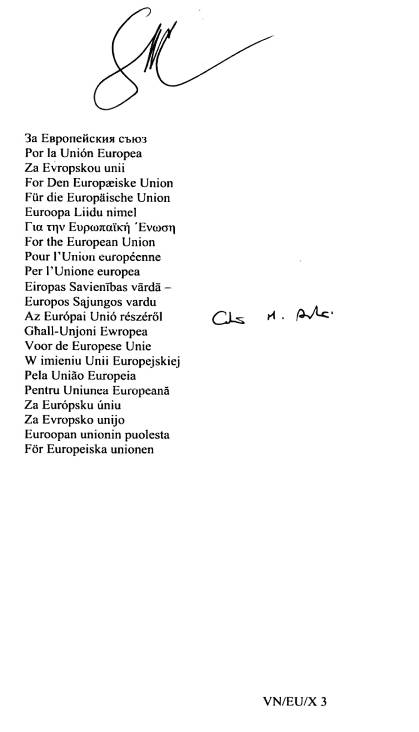 За Европейския съюз
Por la Unión Europea
Za Evropskou unii
For Den Europæiske Union
Für die Europäische Union
Euroopa Liidu nimel
Για την Ευρωπαϊκή Ένωση
For the European Union
Pour l'Union européenne
Per l'Unione europea
Eiropas Savienības vārdā –
Europos Sąjungos vardu
Az Európai Unió részéről
Għall-Unjoni Ewropea
Voor de Europese Unie
W imieniu Unii Europejskiej
Pela União Europeia
Pentru Uniunea Europeană
Za Európsku úniu
Za Evropsko unijo
Euroopan unionin puolesta
För Europeiska unionen
VN/EU/X 3